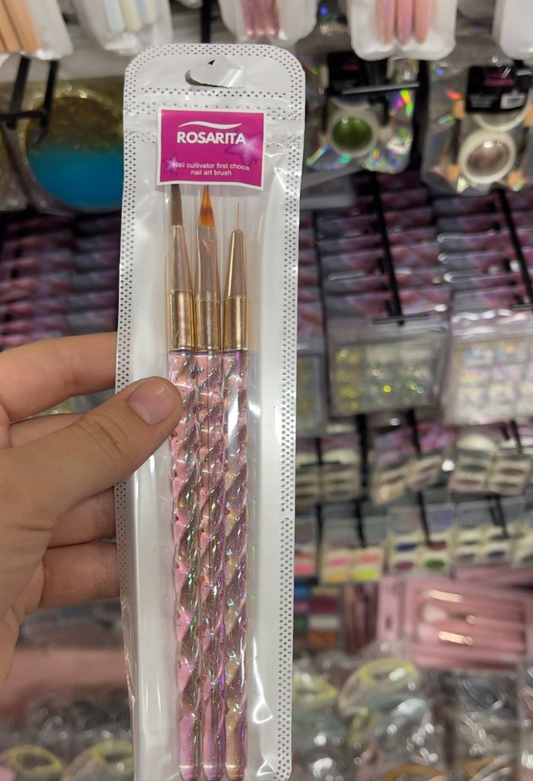 ROSARITA
Nail cultivator first choice
nail art brush